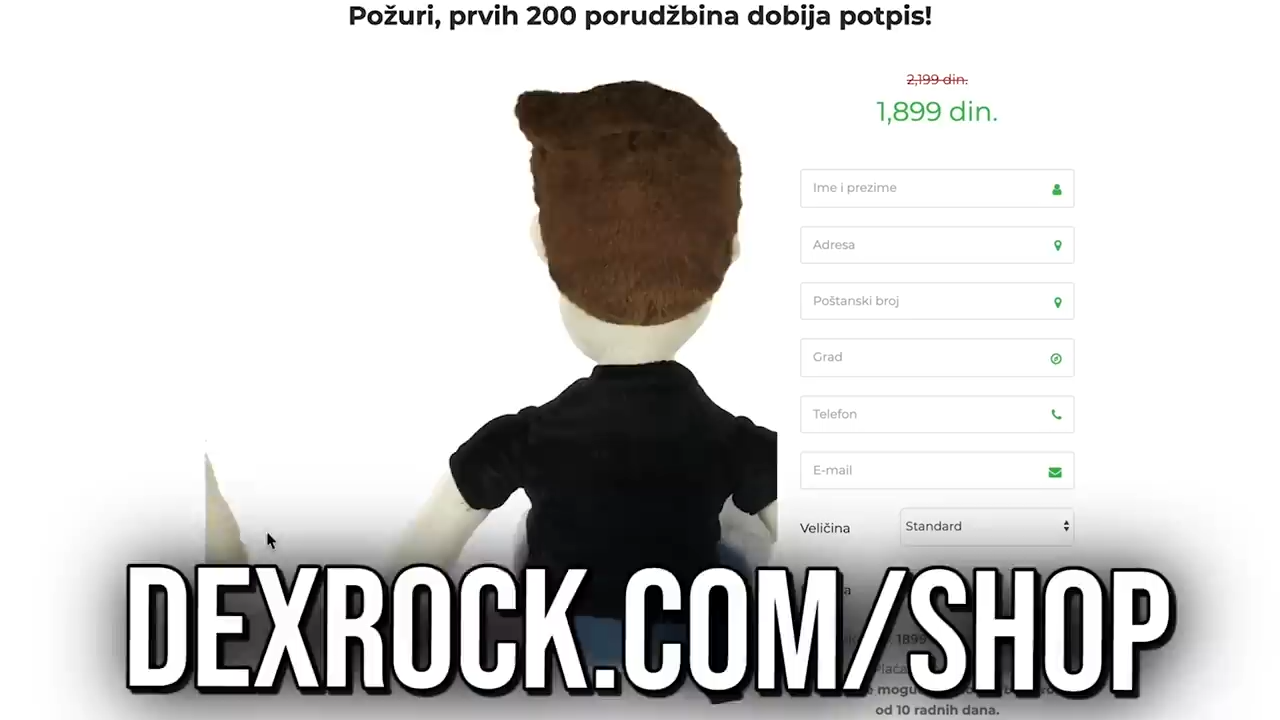 Požuri, prvih 200 porudžbina dobija potpis!
2,199 din.
1,899 din.
Ime i prezime
Adresa
Poštanski broj
Grad
Telefon
E-mail
Veličina
Standard
DEXROCK.COM/SHOP
1899
od 10 radnih dana.